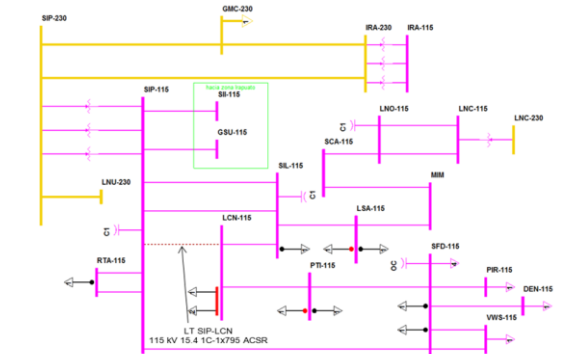 GMC-230
SIP-230
IRA-230
IRA-115
SIP-115
SII-115
GSU-115
LNO-115
LNC-115
LNC-230
C1
SCA-115
SIL-115
MIM
LNU-230
C1
LCN-115
LSA-115
C1
SFD-115
RTA-115
PTI-115
OC
PIR-115
DEN-115
VWS-115
LT SIP-LCN
115 kV 15.4 1C-1x795 ACSR